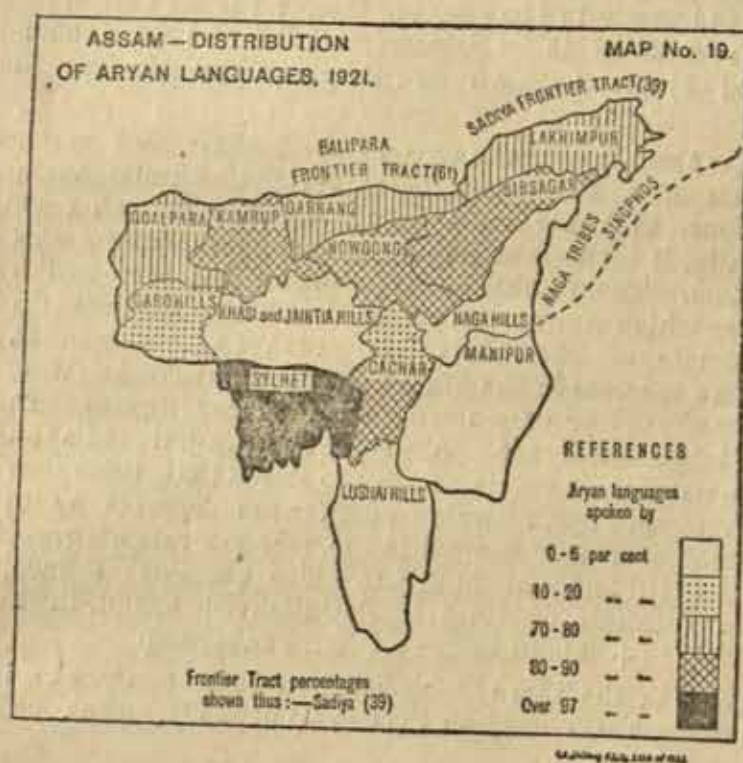 ASSAM — DISTRIBUTION
OF ARYAN LANGUAGES, 1921.
MAP No. 19.
SADIYA FRONTIER TRACT (39)
LAKHIMPUR
BALIPARA
FRONTIER TRACT (61)
SIBSAGAR
GOALPARA
KAMRUP
DARRANG
NOWGONG
NAGA TRIBES
SINGPHOS
GARO HILLS
KHASI and JAINTIA HILLS
NAGA HILLS
MANIPUR
CACHAR
SYLHET
LUSHAI HILLS
REFERENCES
Aryan languages
spoken by
0.-5 per cent
10 - 20 „ „
70 - 80 „ „
80 - 90 „ „
Over 97 „ „
Frontier Tract percentages
shown thus:—Sadiya (39)